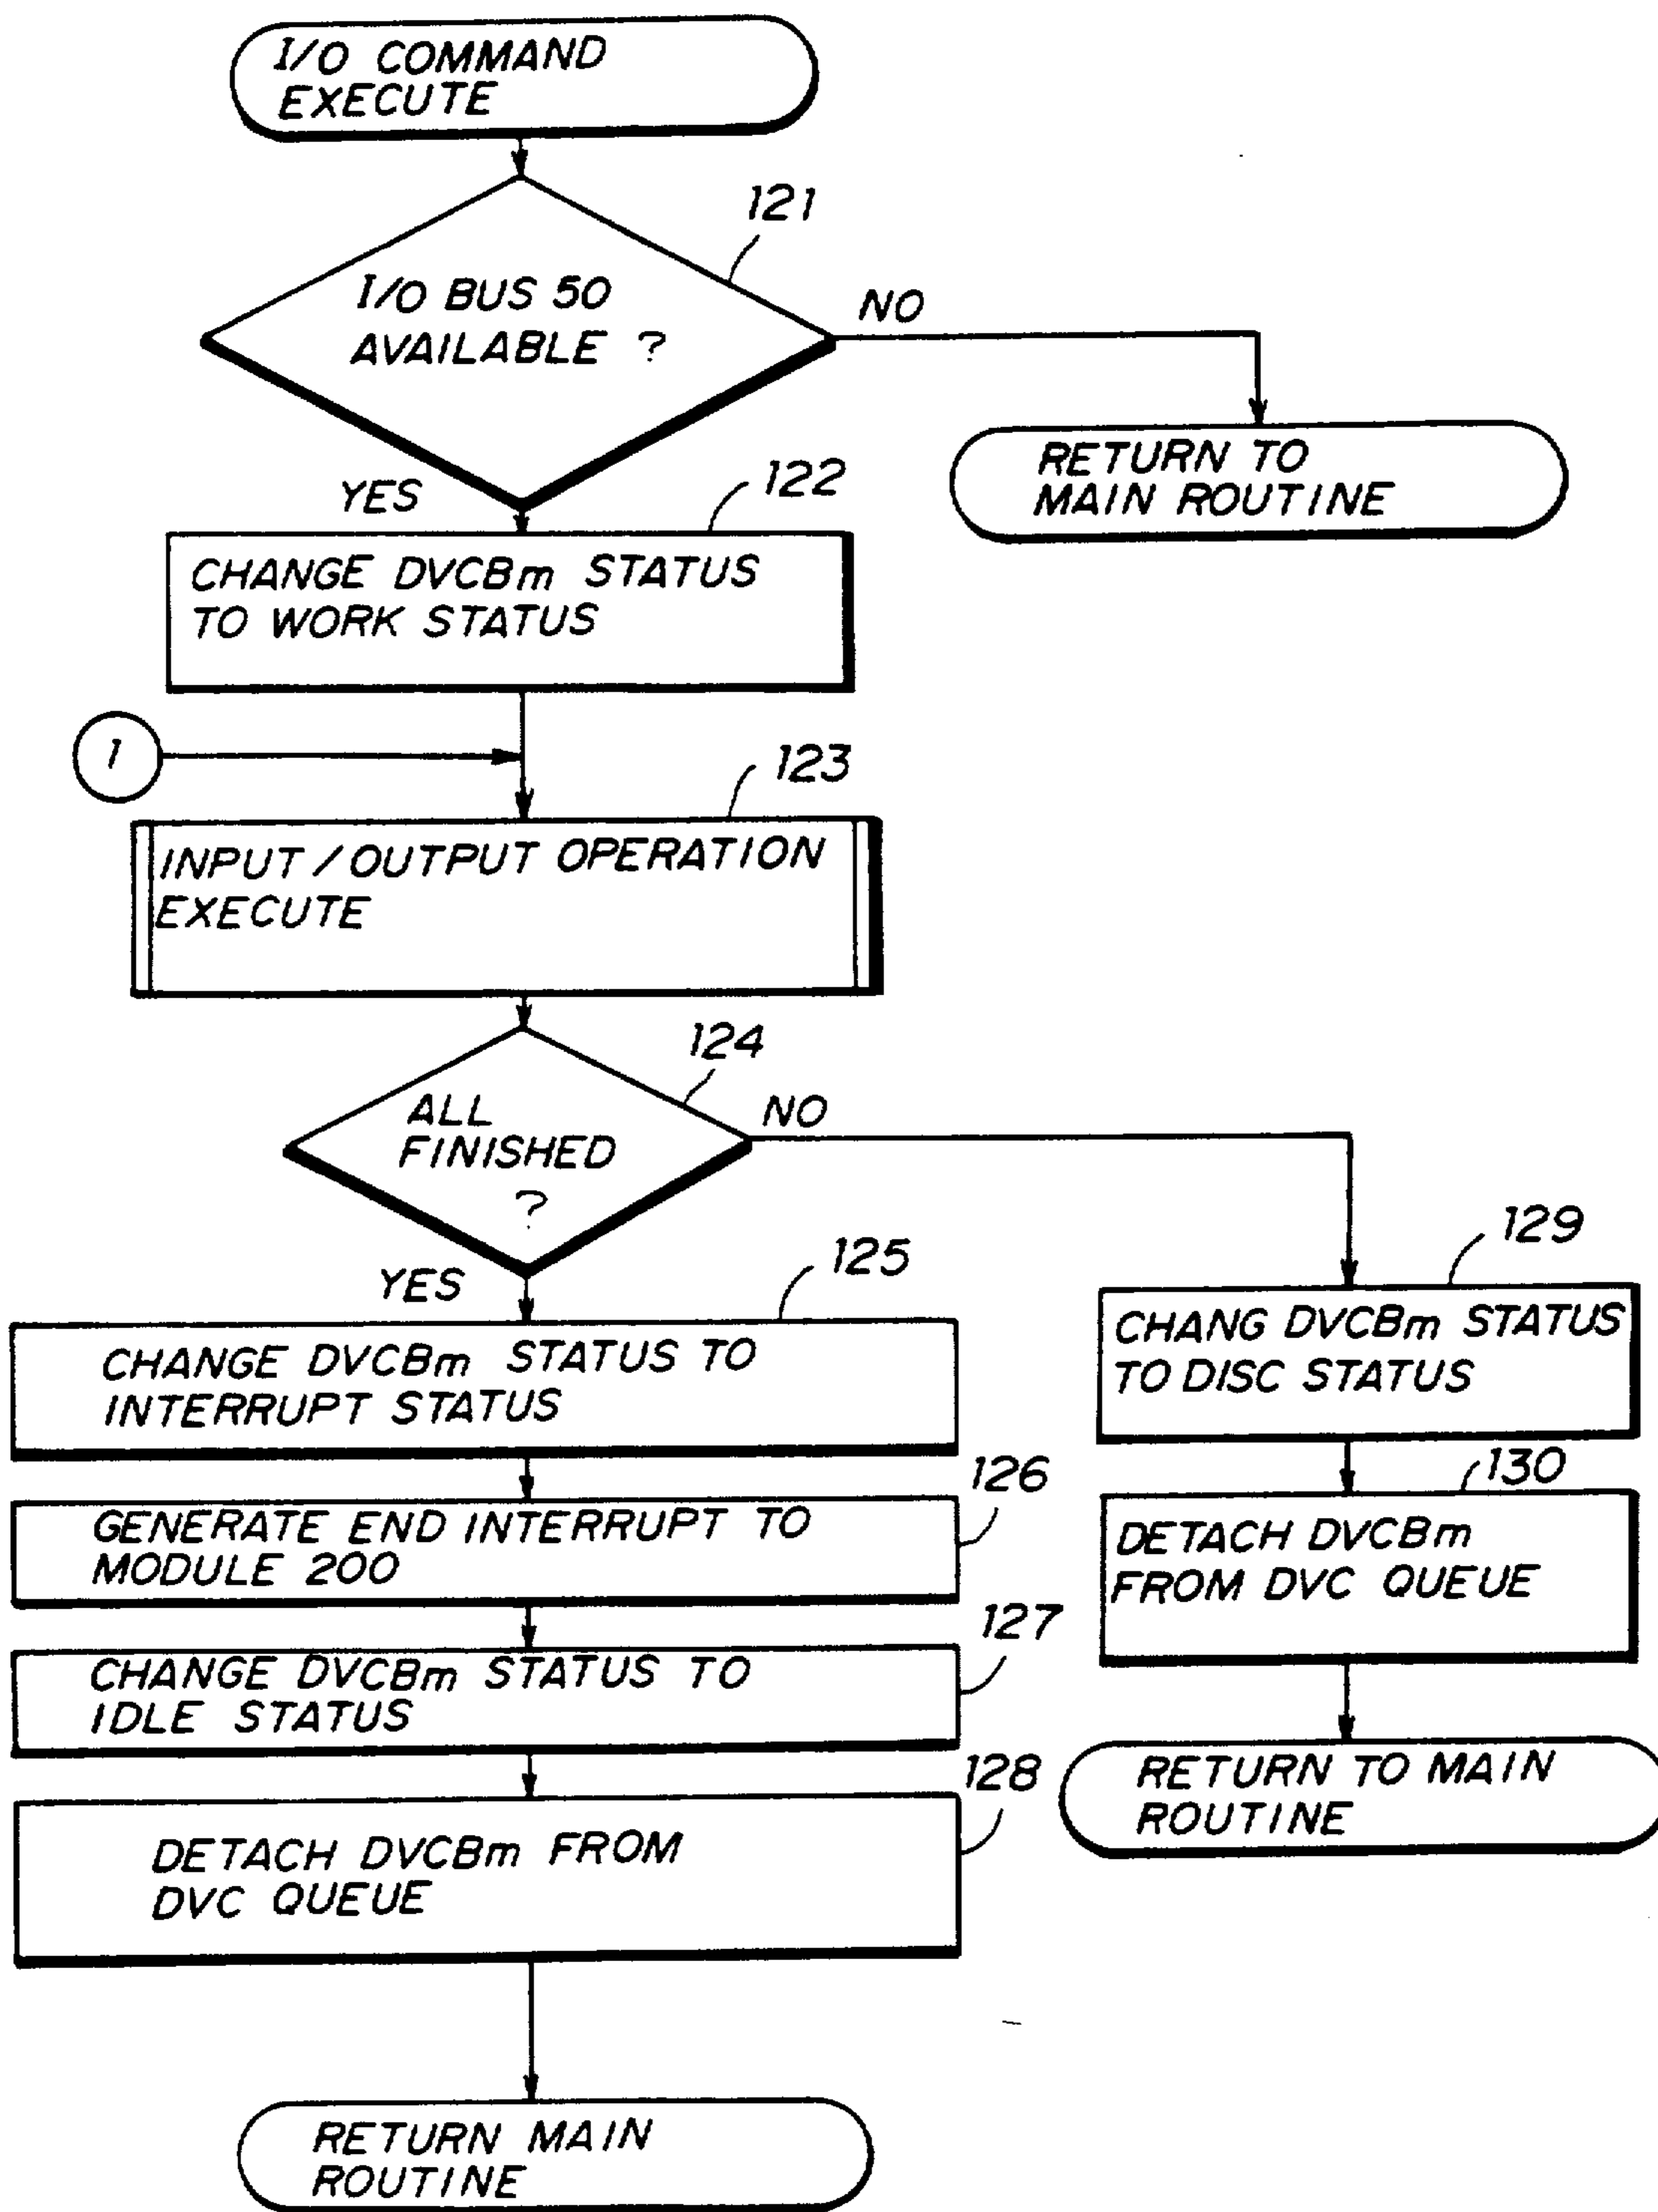 I/O COMMAND
EXECUTE
121
I/O BUS 50
AVAILABLE ?
NO
RETURN TO
MAIN ROUTINE
YES
122
CHANGE DVCBm STATUS
TO WORK STATUS
1
123
INPUT / OUTPUT OPERATION
EXECUTE
124
ALL
FINISHED
?
NO
YES
125
CHANGE DVCBm STATUS TO
INTERRUPT STATUS
129
CHANG DVCBm STATUS
TO DISC STATUS
126
GENERATE END INTERRUPT TO
MODULE 200
130
DETACH DVCBm
FROM DVC QUEUE
127
CHANGE DVCBm STATUS TO
IDLE STATUS
RETURN TO MAIN
ROUTINE
128
DETACH DVCBm FROM
DVC QUEUE
RETURN MAIN
ROUTINE